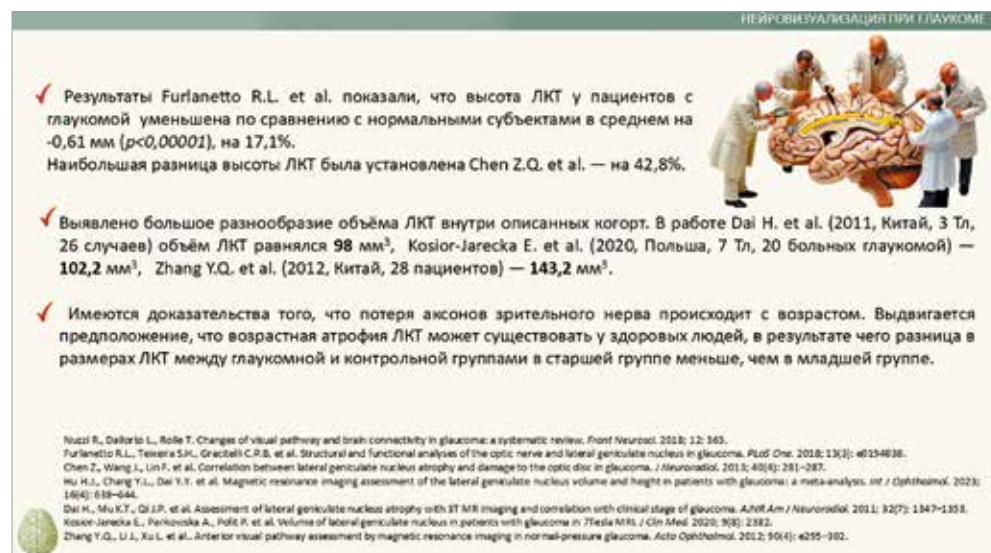 НЕЙРОВИЗУАЛИЗАЦИЯ ПРИ ГЛАУКОМЕ
Результаты Furlanetto R.L. et al. показали, что высота ЛКТ у пациентов с
глаукомой уменьшена по сравнению с нормальными субъектами в среднем на
-0,61 мм (p<0,00001), на 17,1%.
Наибольшая разница высоты ЛКТ была установлена Chen Z.Q. et al. — на 42,8%.
Выявлено большое разнообразие объёма ЛКТ внутри описанных когорт. В работе Dai H. et al. (2011, Китай, 3 Тл,
26 случаев) объём ЛКТ равнялся 98 мм³, Kosior-Jarecka E. et al. (2020, Польша, 7 Тл, 20 больных глаукомой) —
102,2 мм³, Zhang Y.Q. et al. (2012, Китай, 28 пациентов) — 143,2 мм³.
Имеются доказательства того, что потеря аксонов зрительного нерва происходит с возрастом. Выдвигается
предположение, что возрастная атрофия ЛКТ может существовать у здоровых людей, в результате чего разница в
размерах ЛКТ между глаукомной и контрольной группами в старшей группе меньше, чем в младшей группе.
Nuzzi R., Dallorto L., Rolle T. Changes of visual pathway and brain connectivity in glaucoma: a systematic review. Front Neurosci. 2018; 12: 363.
Furlanetto R.L., Teixeira S.H., Gracitelli C.P.B. et al. Structural and functional analyses of the optic nerve and lateral geniculate nucleus in glaucoma. PLoS One. 2018; 13(3): e0194038.
Chen Z., Wang J., Lin F. et al. Correlation between lateral geniculate nucleus atrophy and damage to the optic disc in glaucoma. J Neuroradiol. 2013; 40(4): 281–287.
Hu H.J., Chang Y.L., Dai Y.Y. et al. Magnetic resonance imaging assessment of the lateral geniculate nucleus volume and height in patients with glaucoma: a meta-analysis. Int J Ophthalmol. 2023;
16(4): 638–644.
Dai H., Mu K.T., Qi J.P. et al. Assessment of lateral geniculate nucleus atrophy with 3T MR imaging and correlation with clinical stage of glaucoma. AJNR Am J Neuroradiol. 2011; 32(7): 1347–1353.
Kosior-Jarecka E., Pankowska A., Polit P. et al. Volume of lateral geniculate nucleus in patients with glaucoma in 7Tesla MRI. J Clin Med. 2020; 9(8): 2382.
Zhang Y.Q., Li J., Xu L. et al.. Anterior visual pathway assessment by magnetic resonance imaging in normal-pressure glaucoma. Acta Ophthalmol. 2012; 90(4): e295–302.